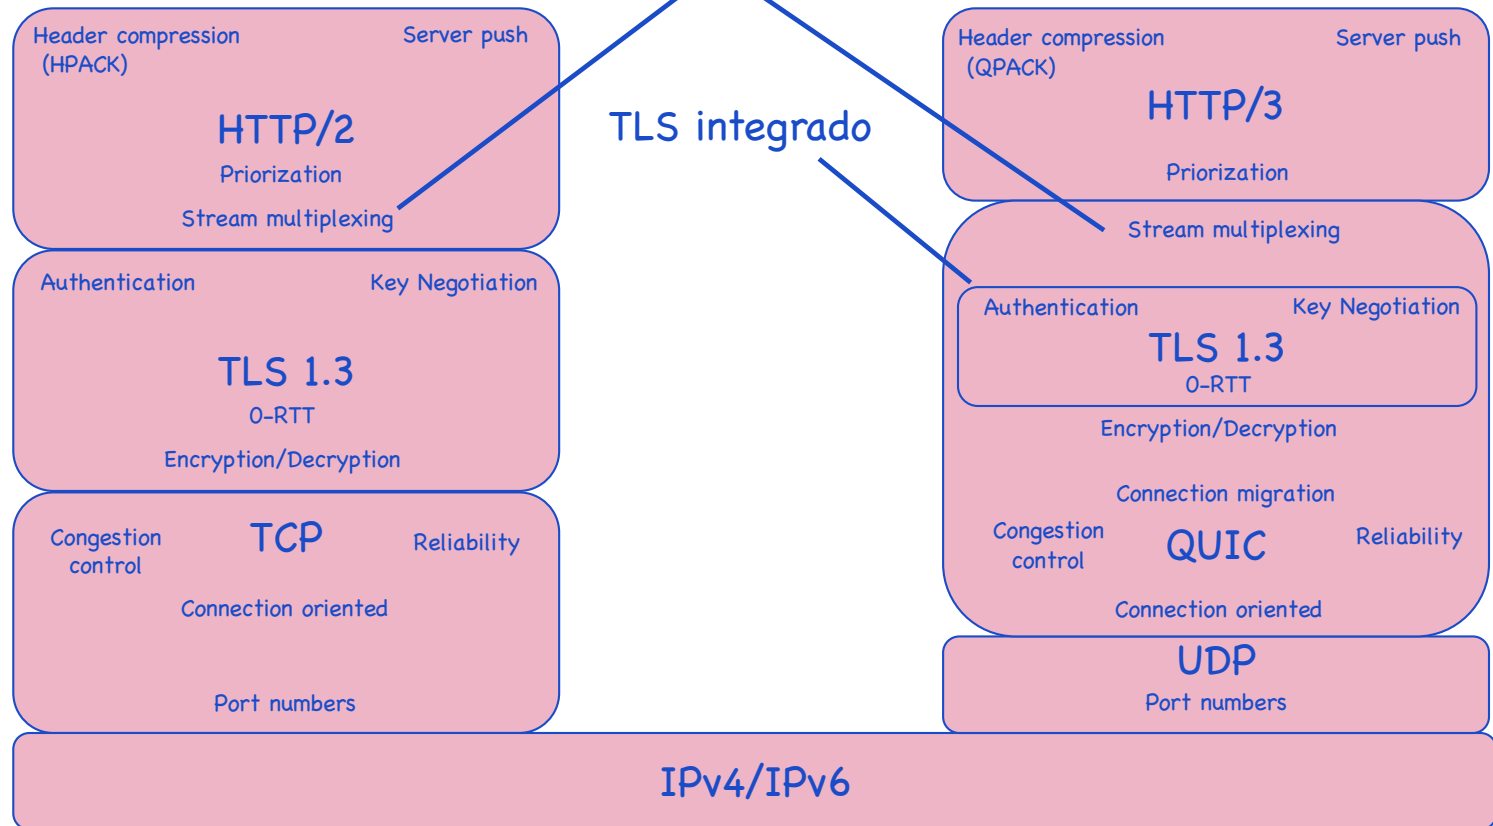 Header compression
(HPACK)
Server push
HTTP/2
Priorization
Stream multiplexing
Authentication
Key Negotiation
TLS 1.3
0-RTT
Encryption/Decryption
Congestion
control
TCP
Reliability
Connection oriented
Port numbers
TLS integrado
Header compression
(QPACK)
Server push
HTTP/3
Priorization
Stream multiplexing
Authentication
Key Negotiation
TLS 1.3
0-RTT
Encryption/Decryption
Connection migration
Congestion
control
QUIC
Reliability
Connection oriented
UDP
Port numbers
IPv4/IPv6